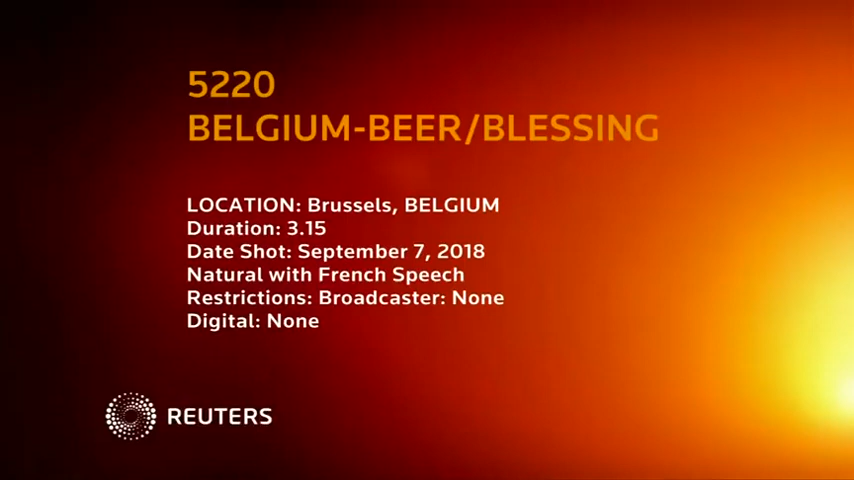 5220
BELGIUM-BEER/BLESSING
LOCATION: Brussels, BELGIUM
Duration: 3.15
Date Shot: September 7, 2018
Natural with French Speech
Restrictions: Broadcaster: None
Digital: None
REUTERS